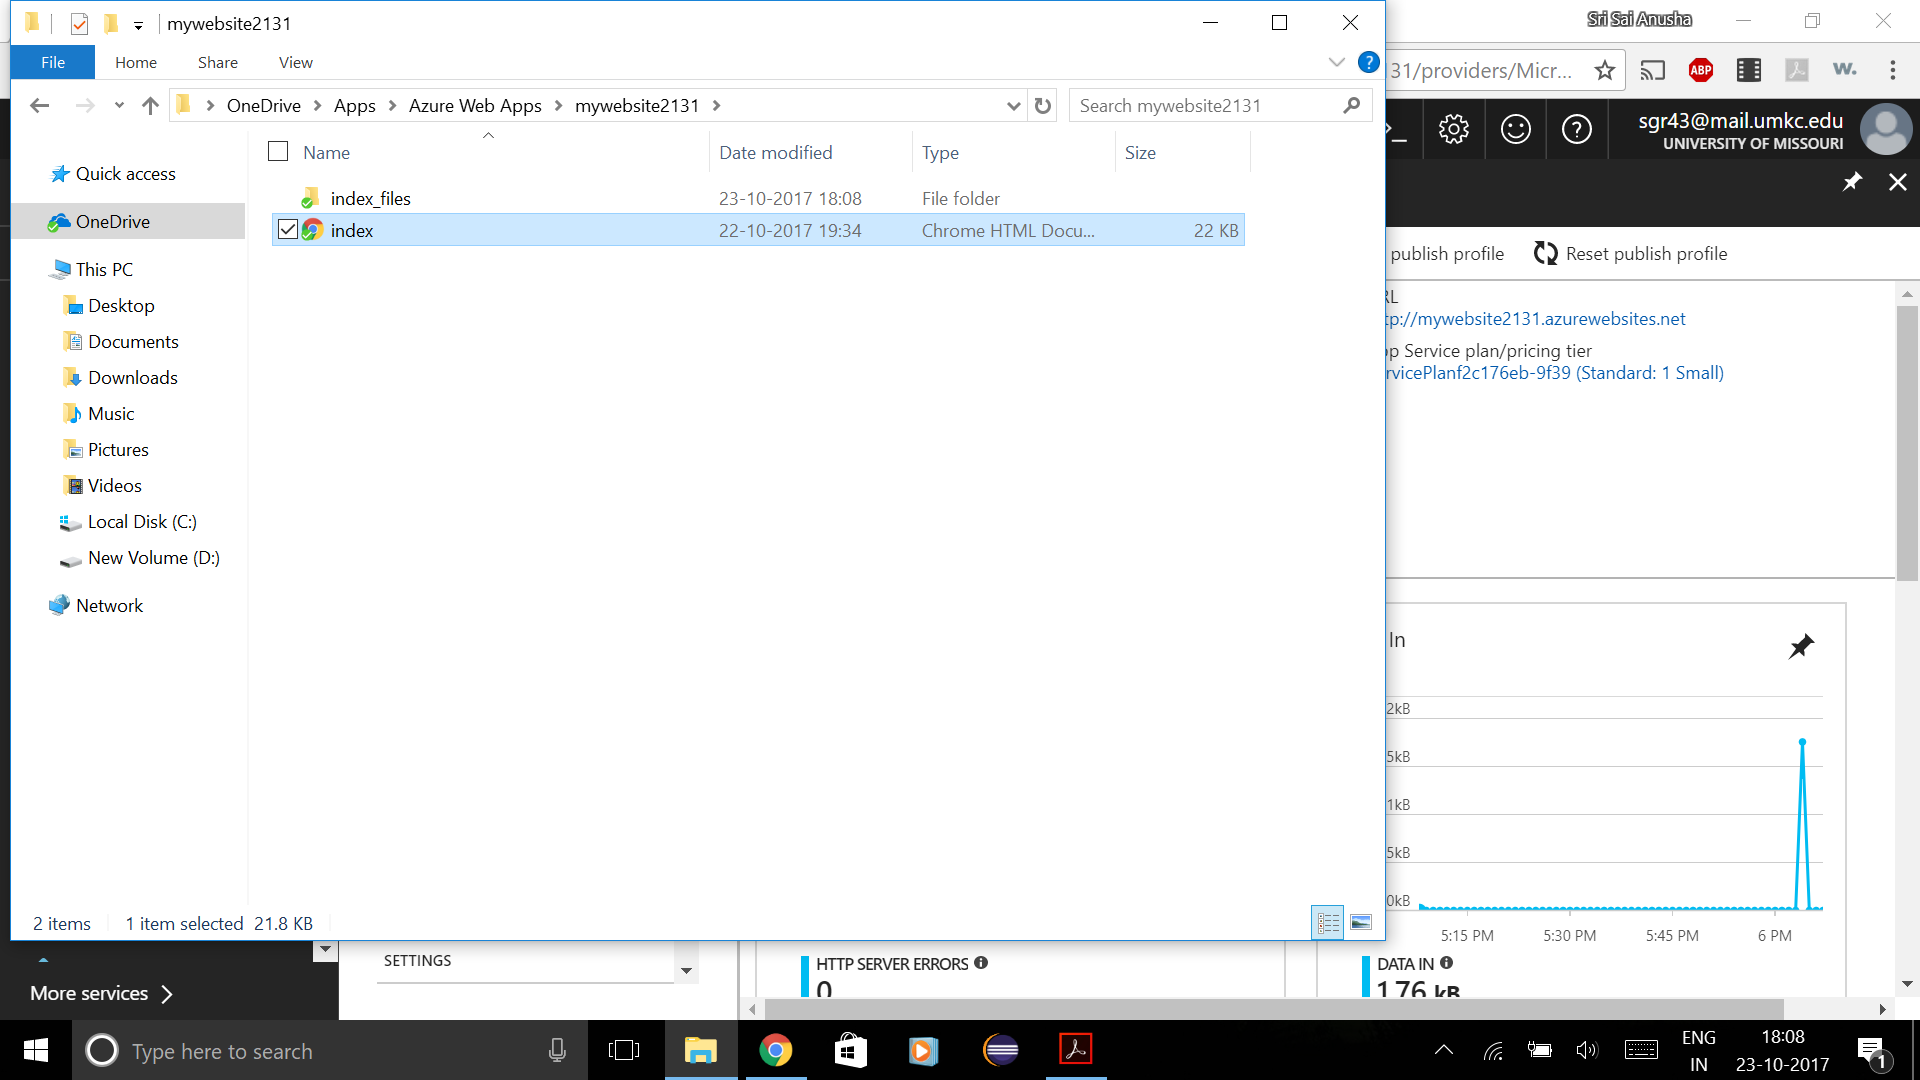 mywebsite2131
Sri Sai Anusha
File
Home
Share
View
?
31/providers/Micr...
ABP
w.
OneDrive
Apps
Azure Web Apps
mywebsite2131
Search mywebsite2131
sgr43@mail.umkc.edu
UNIVERSITY OF MISSOURI
Name
Date modified
Type
Size
Quick access
OneDrive
This PC
Desktop
Documents
Downloads
Music
Pictures
Videos
Local Disk (C:)
New Volume (D:)
Network
index_files
23-10-2017 18:08
File folder
index
22-10-2017 19:34
Chrome HTML Docu...
22 KB
publish profile
Reset publish profile
RL
tp://mywebsite2131.azurewebsites.net
pp Service plan/pricing tier
rvicePlanf2c176eb-9f39 (Standard: 1 Small)
In
2kB
5kB
1kB
5kB
0kB
5:15 PM
5:30 PM
5:45 PM
6 PM
2 items
1 item selected
21.8 KB
SETTINGS
HTTP SERVER ERRORS
0
DATA IN
1.76 kB
More services
Type here to search
ENG
IN
18:08
23-10-2017
1